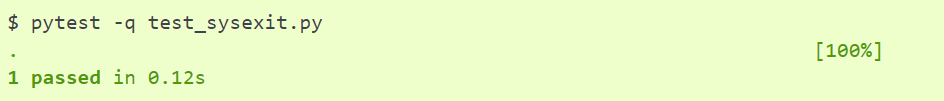 $ pytest -q test_sysexit.py
. [100%]
1 passed in 0.12s